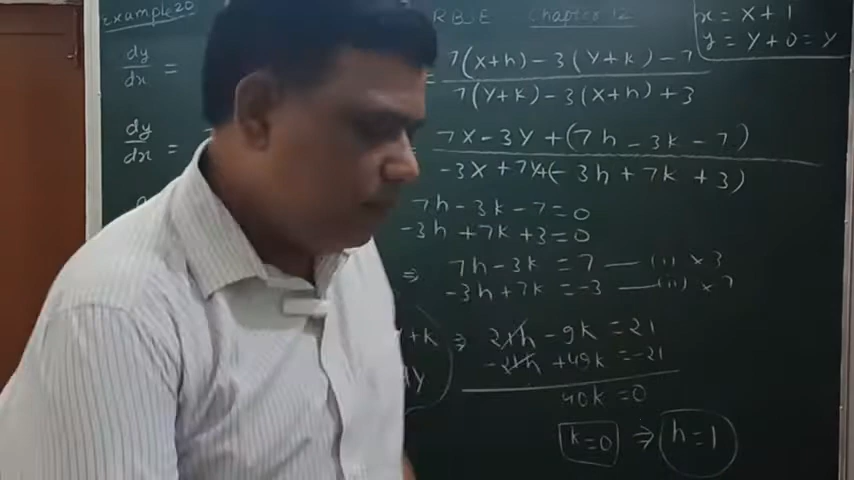 Example 20 RBSE Chapter 12
x = X + 1
y = Y + 0 = Y
dy/dx = = 7(X+h) - 3(Y+k) - 7 / 7(Y+k) - 3(X+h) + 3
dy/dx = = 7X - 3Y + (7h - 3k - 7) / -3X + 7Y + (-3h + 7k + 3)
7h - 3k - 7 = 0
-3h + 7k + 3 = 0
⇒ 7h - 3k = 7 — (i) × 3
-3h + 7k = -3 — (ii) × 7
+k ⇒ 21h - 9k = 21
-21h + 49k = -21
40k = 0
k = 0 ⇒ h = 1